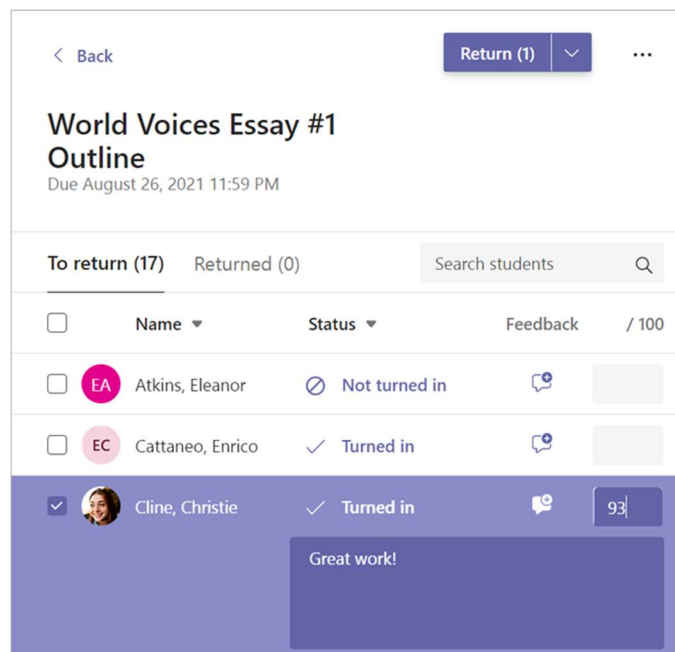 Back
Return (1)
World Voices Essay #1
Outline
Due August 26, 2021 11:59 PM
To return (17) Returned (0) Search students
Name Status Feedback / 100
EA Atkins, Eleanor Not turned in
EC Cattaneo, Enrico Turned in
Cline, Christie Turned in 93
Great work!